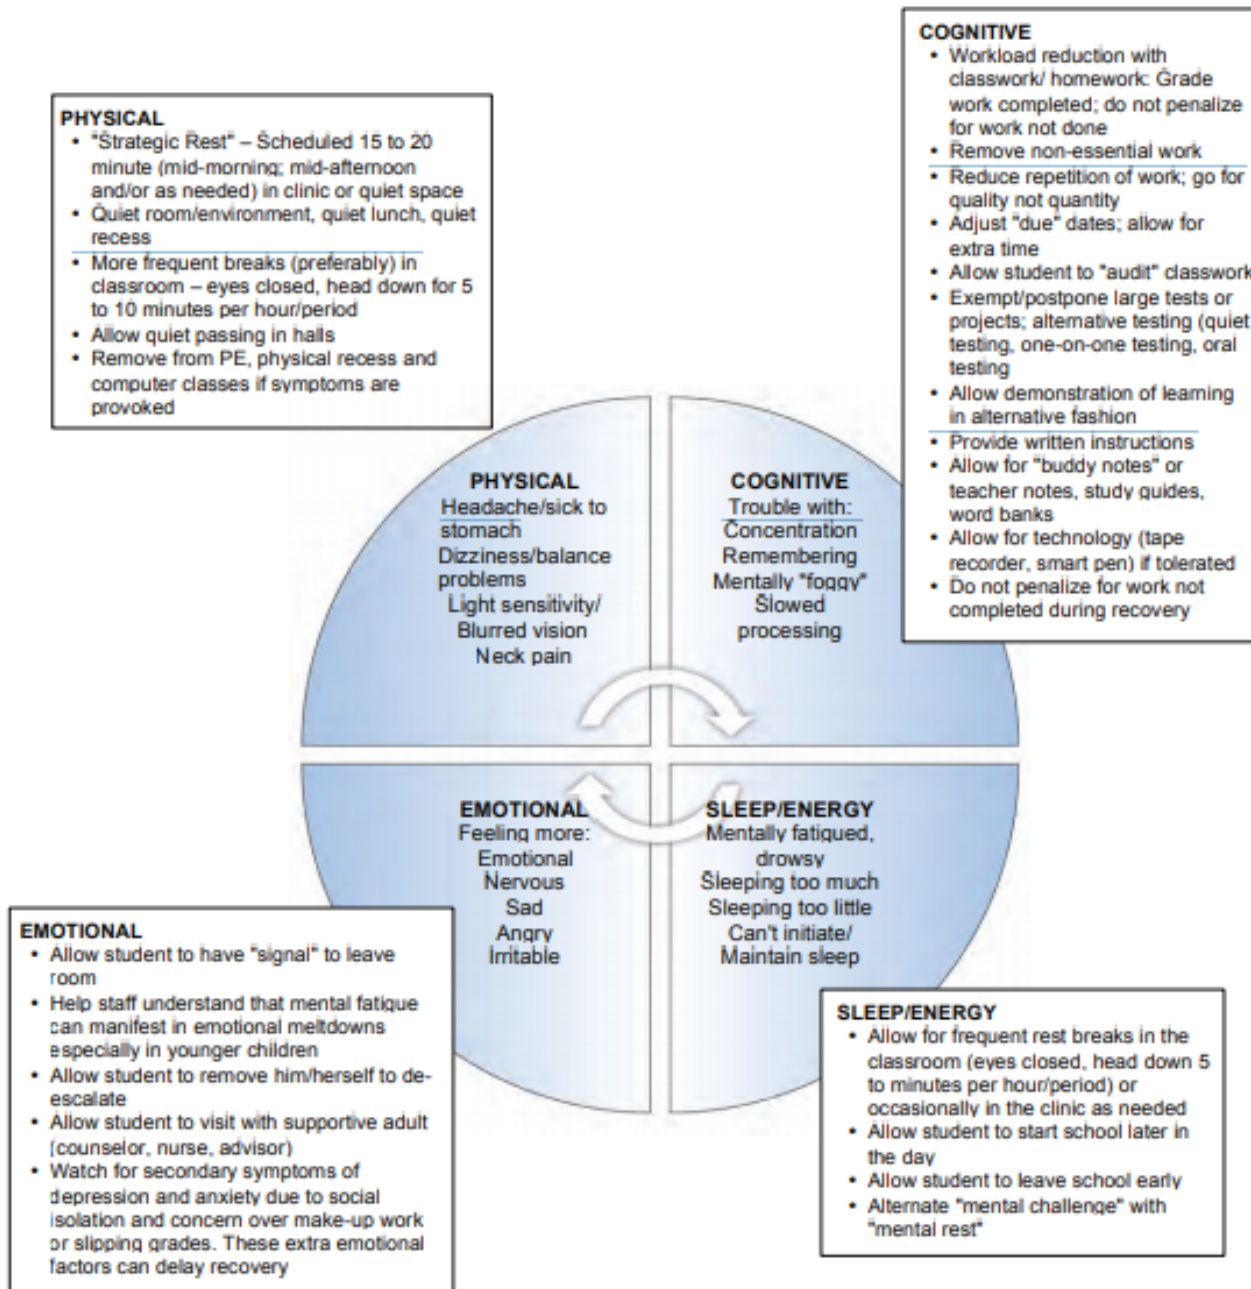 PHYSICAL
• "Strategic Rest" – Scheduled 15 to 20
minute (mid-morning; mid-afternoon
and/or as needed) in clinic or quiet space
• Quiet room/environment, quiet lunch, quiet
recess
• More frequent breaks (preferably) in
classroom – eyes closed, head down for 5
to 10 minutes per hour/period
• Allow quiet passing in halls
• Remove from PE, physical recess and
computer classes if symptoms are
provoked
COGNITIVE
• Workload reduction with
classwork/ homework: Grade
work completed; do not penalize
for work not done
• Remove non-essential work
• Reduce repetition of work; go for
quality not quantity
• Adjust "due" dates; allow for
extra time
• Allow student to "audit" classwork
• Exempt/postpone large tests or
projects; alternative testing (quiet
testing, one-on-one testing, oral
testing
• Allow demonstration of learning
in alternative fashion
• Provide written instructions
• Allow for "buddy notes" or
teacher notes, study guides,
word banks
• Allow for technology (tape
recorder, smart pen) if tolerated
• Do not penalize for work not
completed during recovery
PHYSICAL
Headache/sick to
stomach
Dizziness/balance
problems
Light sensitivity/
Blurred vision
Neck pain
COGNITIVE
Trouble with:
Concentration
Remembering
Mentally "foggy"
Slowed
processing
EMOTIONAL
Feeling more:
Emotional
Nervous
Sad
Angry
Irritable
SLEEP/ENERGY
Mentally fatigued,
drowsy
Sleeping too much
Sleeping too little
Can't initiate/
Maintain sleep
EMOTIONAL
• Allow student to have "signal" to leave
room
• Help staff understand that mental fatigue
can manifest in emotional meltdowns
especially in younger children
• Allow student to remove him/herself to de-
escalate
• Allow student to visit with supportive adult
(counselor, nurse, advisor)
• Watch for secondary symptoms of
depression and anxiety due to social
isolation and concern over make-up work
or slipping grades. These extra emotional
factors can delay recovery
SLEEP/ENERGY
• Allow for frequent rest breaks in the
classroom (eyes closed, head down 5
to minutes per hour/period) or
occasionally in the clinic as needed
• Allow student to start school later in
the day
• Allow student to leave school early
• Alternate "mental challenge" with
"mental rest"